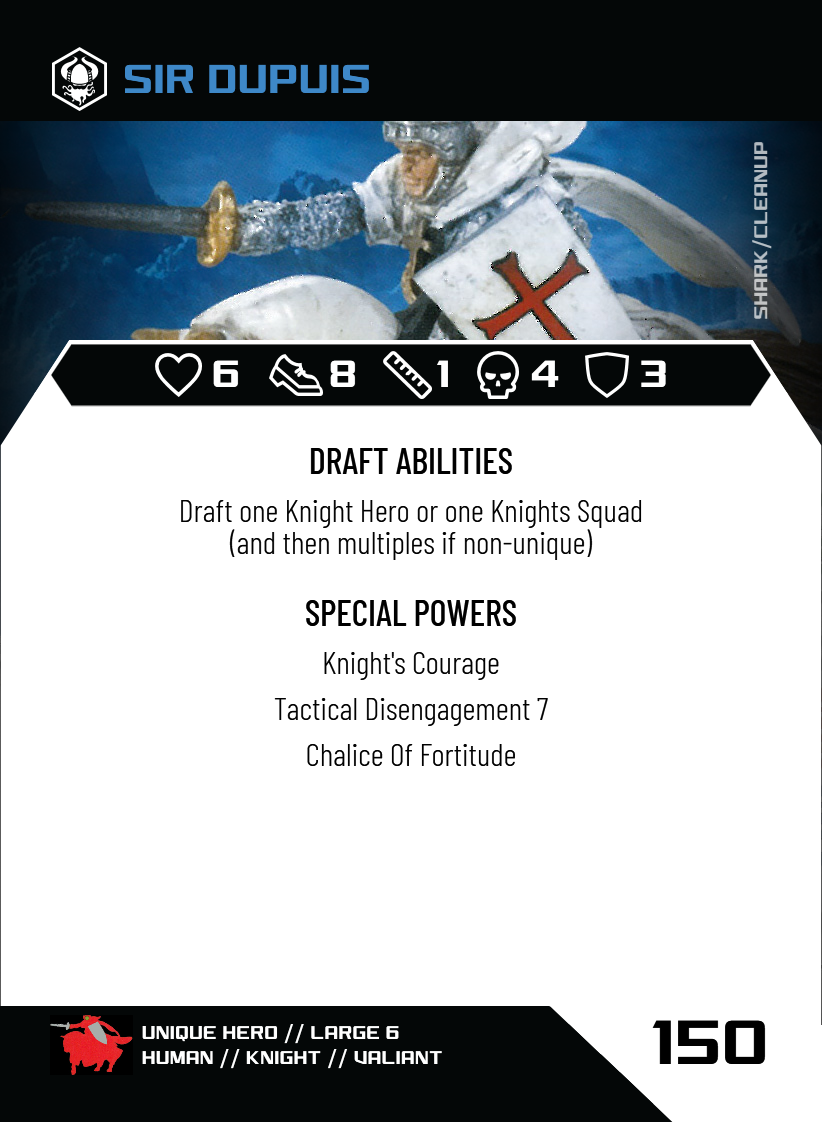 SIR DUPUIS
SHARK/CLEANUP
6 8 1 4 3
DRAFT ABILITIES
Draft one Knight Hero or one Knights Squad
(and then multiples if non-unique)
SPECIAL POWERS
Knight's Courage
Tactical Disengagement 7
Chalice Of Fortitude
UNIQUE HERO // LARGE 6
HUMAN // KNIGHT // VALIANT
150